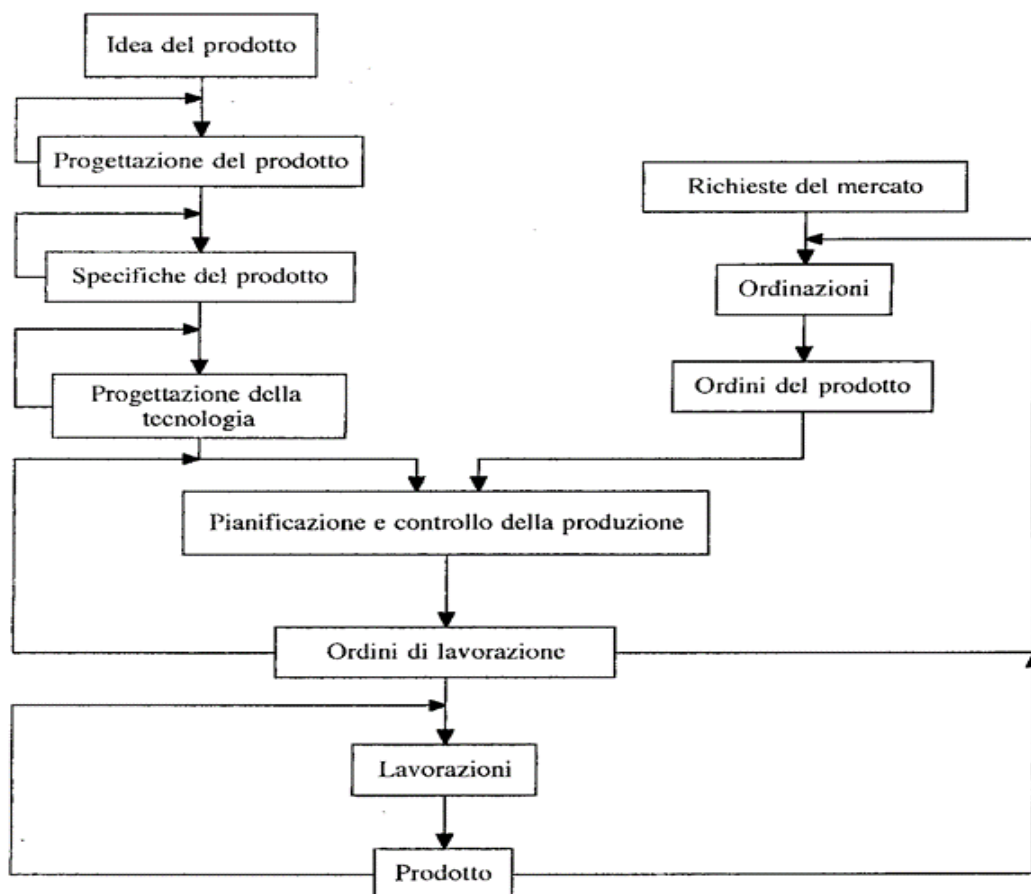 Idea del prodotto
Progettazione del prodotto
Specifiche del prodotto
Progettazione della
tecnologia
Richieste del mercato
Ordinazioni
Ordini del prodotto
Pianificazione e controllo della produzione
Ordini di lavorazione
Lavorazioni
Prodotto